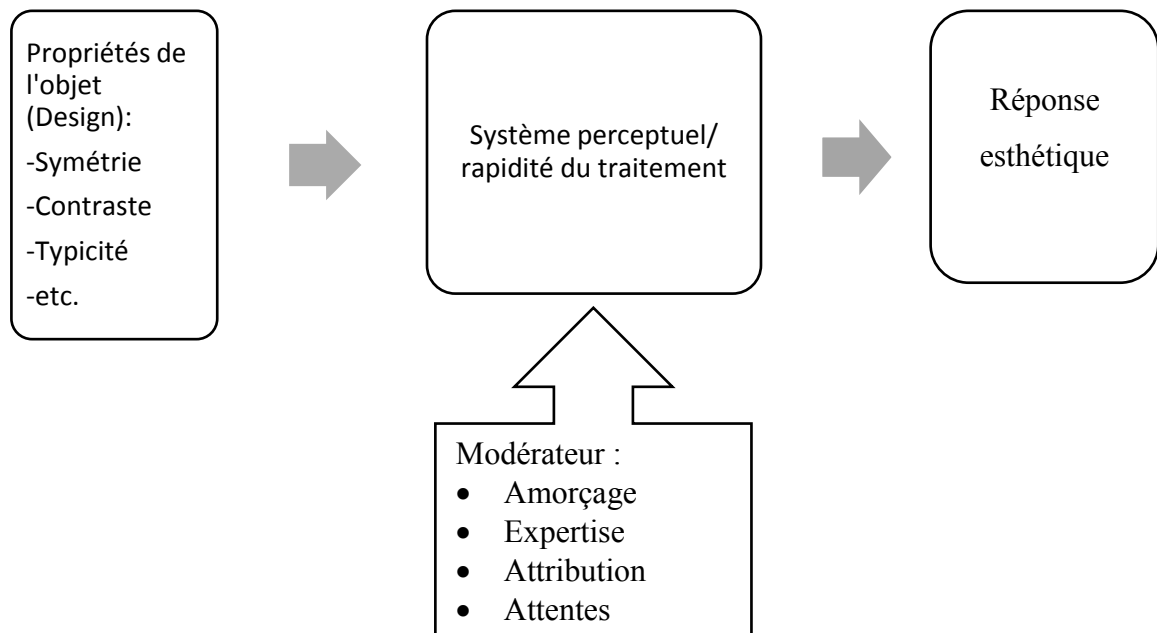 Propriétés de
l'objet
(Design):
-Symétrie
-Contraste
-Typicité
-etc.
Système perceptuel/
rapidité du traitement
Réponse
esthétique
Modérateur :
• Amorçage
• Expertise
• Attribution
• Attentes